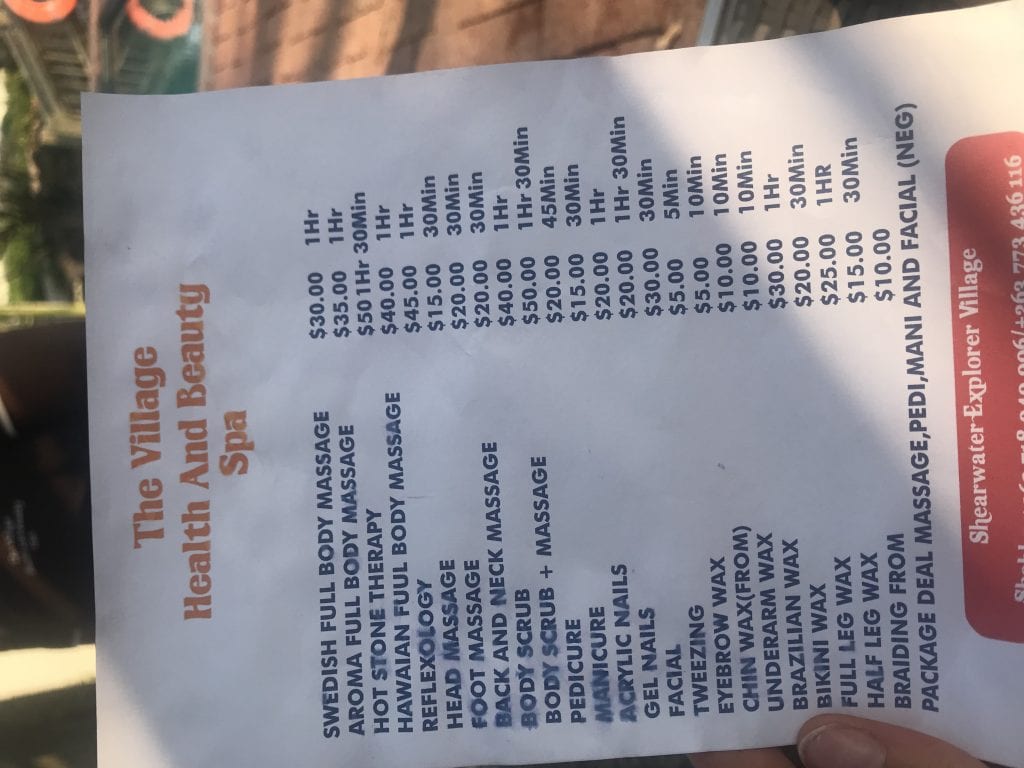 The Village
Health And Beauty
Spa
SWEDISH FULL BODY MASSAGE $30.00 1Hr
AROMA FULL BODY MASSAGE $35.00 1Hr
HOT STONE THERAPY $50 1Hr 30Min
HAWAIAN FUUL BODY MASSAGE $40.00 1Hr
REFLEXOLOGY $45.00 1Hr
HEAD MASSAGE $15.00 30Min
FOOT MASSAGE $20.00 30Min
BACK AND NECK MASSAGE $20.00 30Min
BODY SCRUB $40.00 1Hr
BODY SCRUB + MASSAGE $50.00 1Hr 30Min
PEDICURE $20.00 45Min
MANICURE $15.00 30Min
ACRYLIC NAILS $20.00 1Hr
GEL NAILS $20.00 1Hr 30Min
FACIAL $30.00 30Min
TWEEZING $5.00 5Min
EYEBROW WAX $5.00 10Min
CHIN WAX(FROM) $10.00 10Min
UNDERARM WAX $10.00 10Min
BRAZILIAN WAX $30.00 1Hr
BIKINI WAX $20.00 30Min
FULL LEG WAX $25.00 1HR
HALF LEG WAX $15.00 30Min
BRAIDING FROM $10.00
PACKAGE DEAL MASSAGE,PEDI,MANI AND FACIAL (NEG)
Shearwater Explorer Village
773 436 116